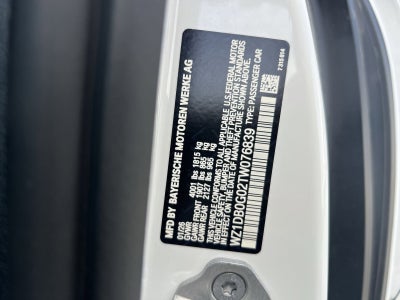 MFD BY BAYERISCHE MOTOREN WERKE AG
01/26
GVWR 4001 lbs 1815 kg
GAWR FRONT 1907 lbs 865 kg
GAWR REAR 2127 lbs 965 kg
THIS VEHICLE CONFORMS TO ALL APPLICABLE U.S.FEDERAL MOTOR
VEHICLE SAFETY, BUMPER AND THEFT PREVENTION STANDARDS
IN EFFECT ON THE DATE OF MANUFACTURE SHOWN ABOVE.
WZ1DB0G02TW076839 TYPE: PASSENGER CAR